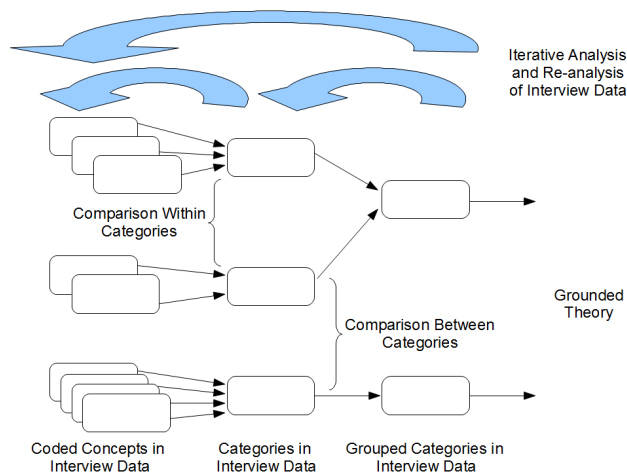 Iterative Analysis
and Re-analysis
of Interview Data
Comparison Within
Categories
Grounded
Theory
Comparison Between
Categories
Coded Concepts in
Interview Data
Categories in
Interview Data
Grouped Categories in
Interview Data